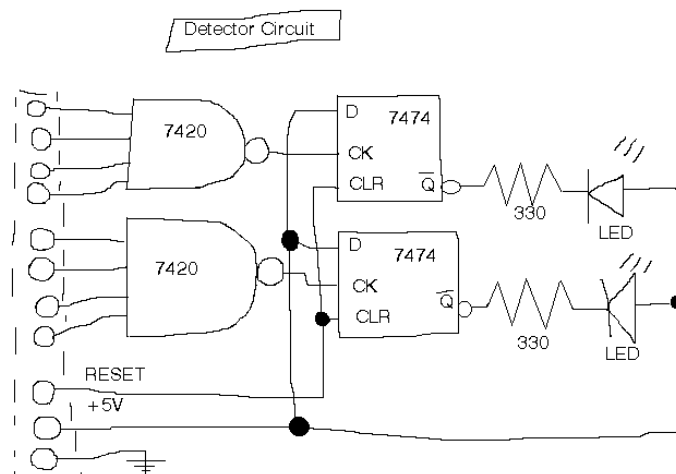 Detector Circuit
7420
D
7474
CK
CLR
Q
330
LED
7420
D
7474
CK
Q
CLR
330
LED
RESET
+5V